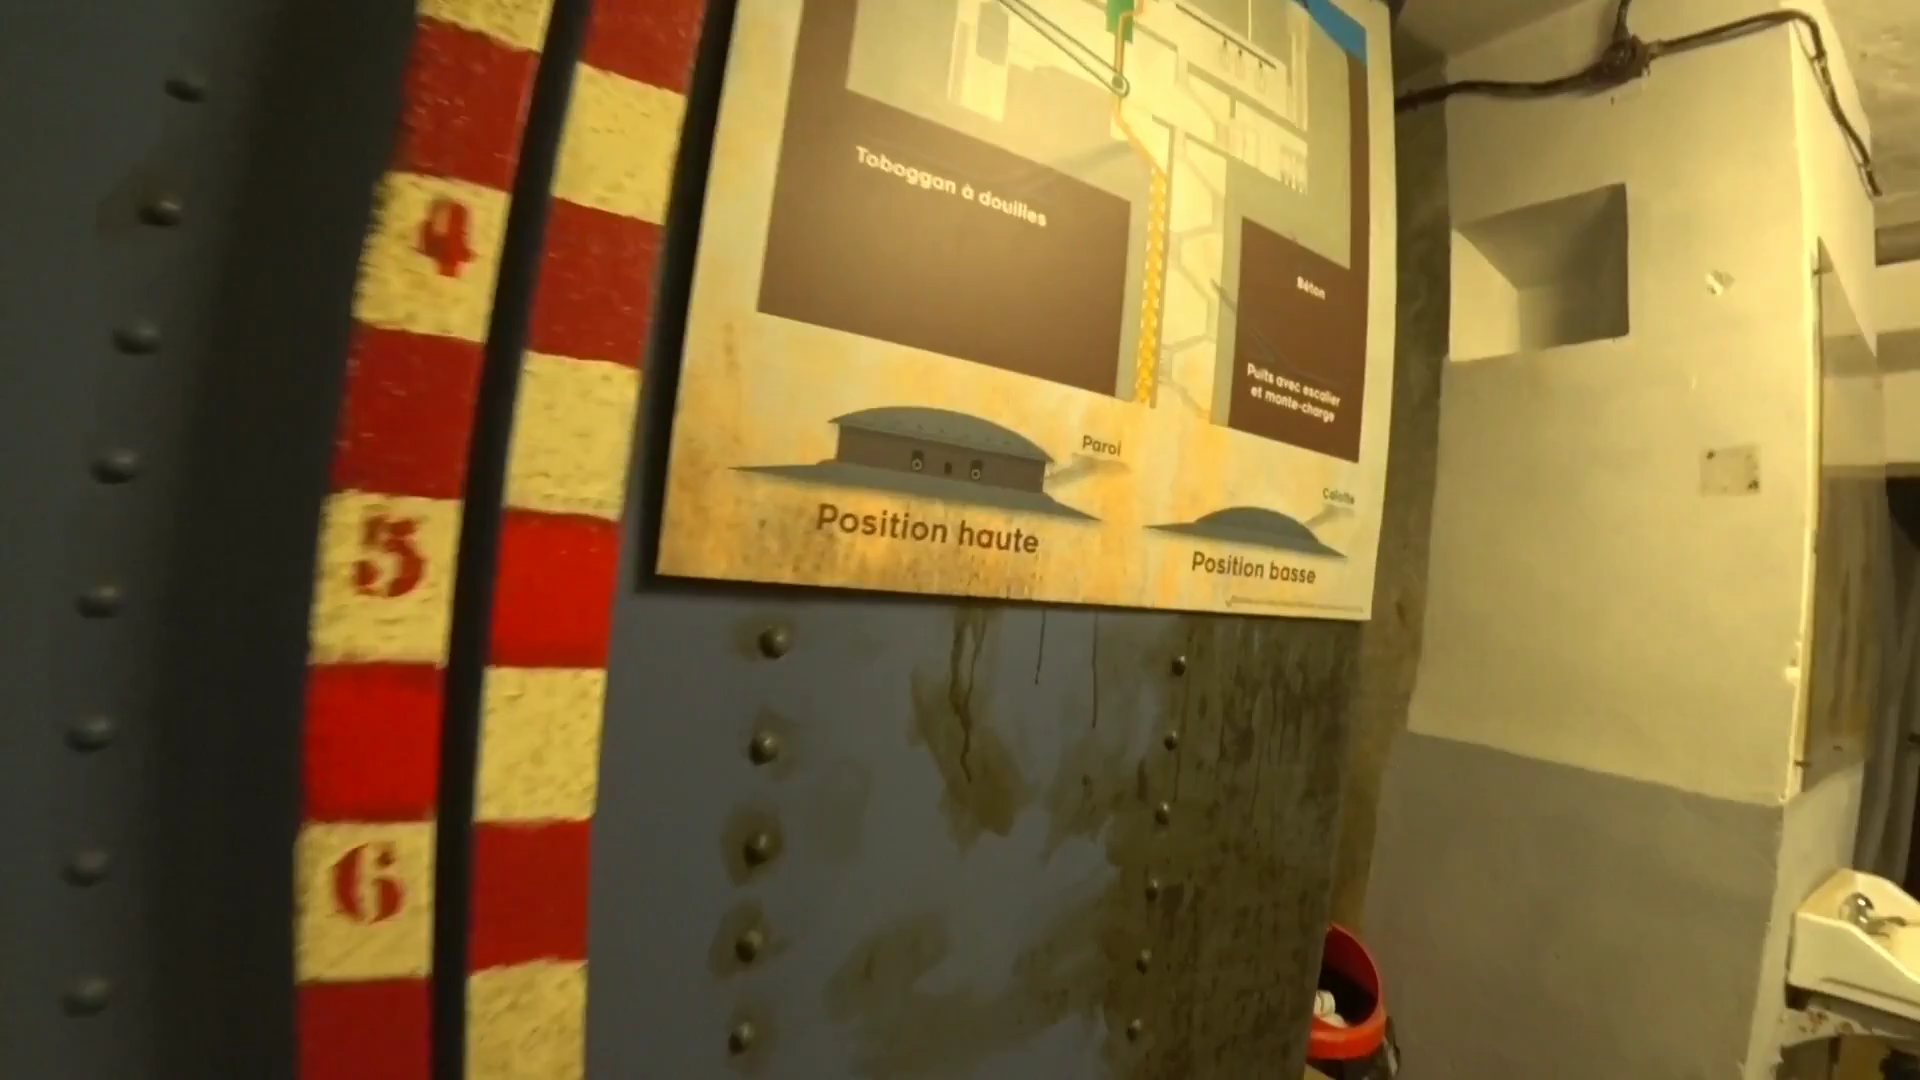 4
5
6
Toboggan à douilles
Béton
Puits avec escalier
et monte-charge
Paroi
Calotte
Position haute
Position basse